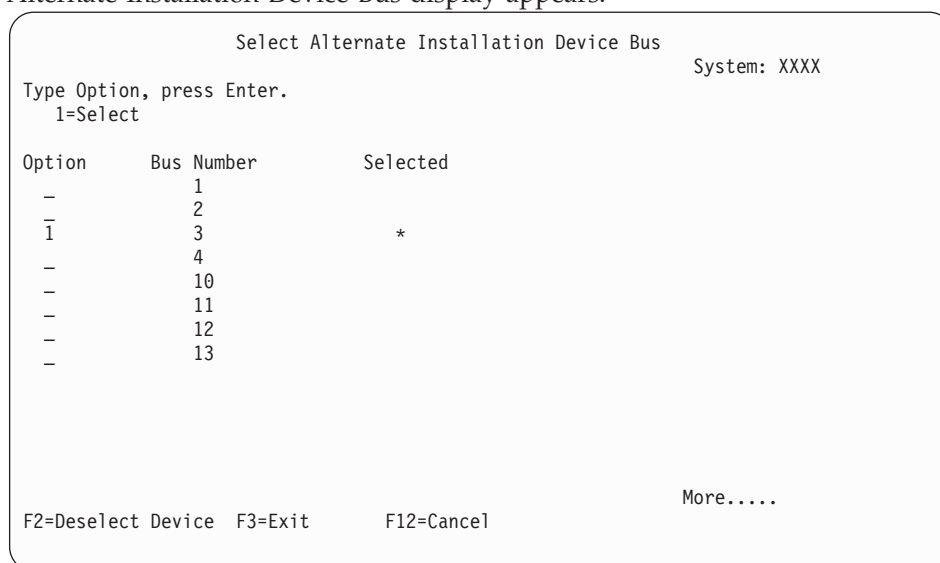 Alternate Installation Device Bus display appears.
Select Alternate Installation Device Bus
System: XXXX
Type Option, press Enter.
1=Select
Option Bus Number Selected
_ 1
_ 2
1 3 *
_ 4
_ 10
_ 11
_ 12
_ 13
More.....
F2=Deselect Device F3=Exit F12=Cancel